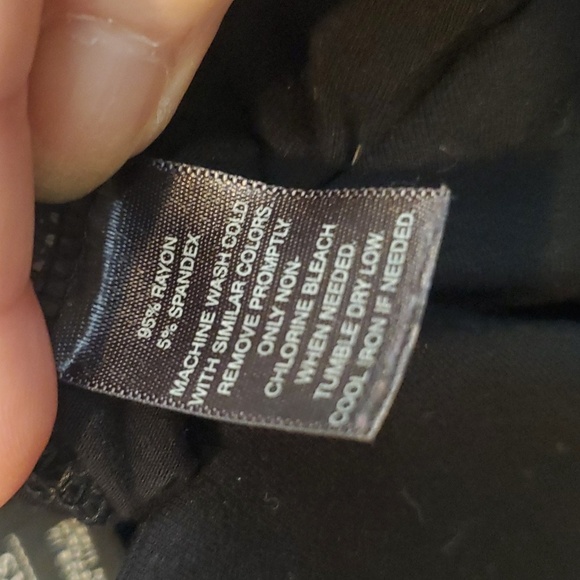 95% RAYON
5% SPANDEX
MACHINE WASH COLD
WITH SIMILAR COLORS
REMOVE PROMPTLY
ONLY NON-
CHLORINE BLEACH
WHEN NEEDED.
TUMBLE DRY LOW.
COOL IRON IF NEEDED.